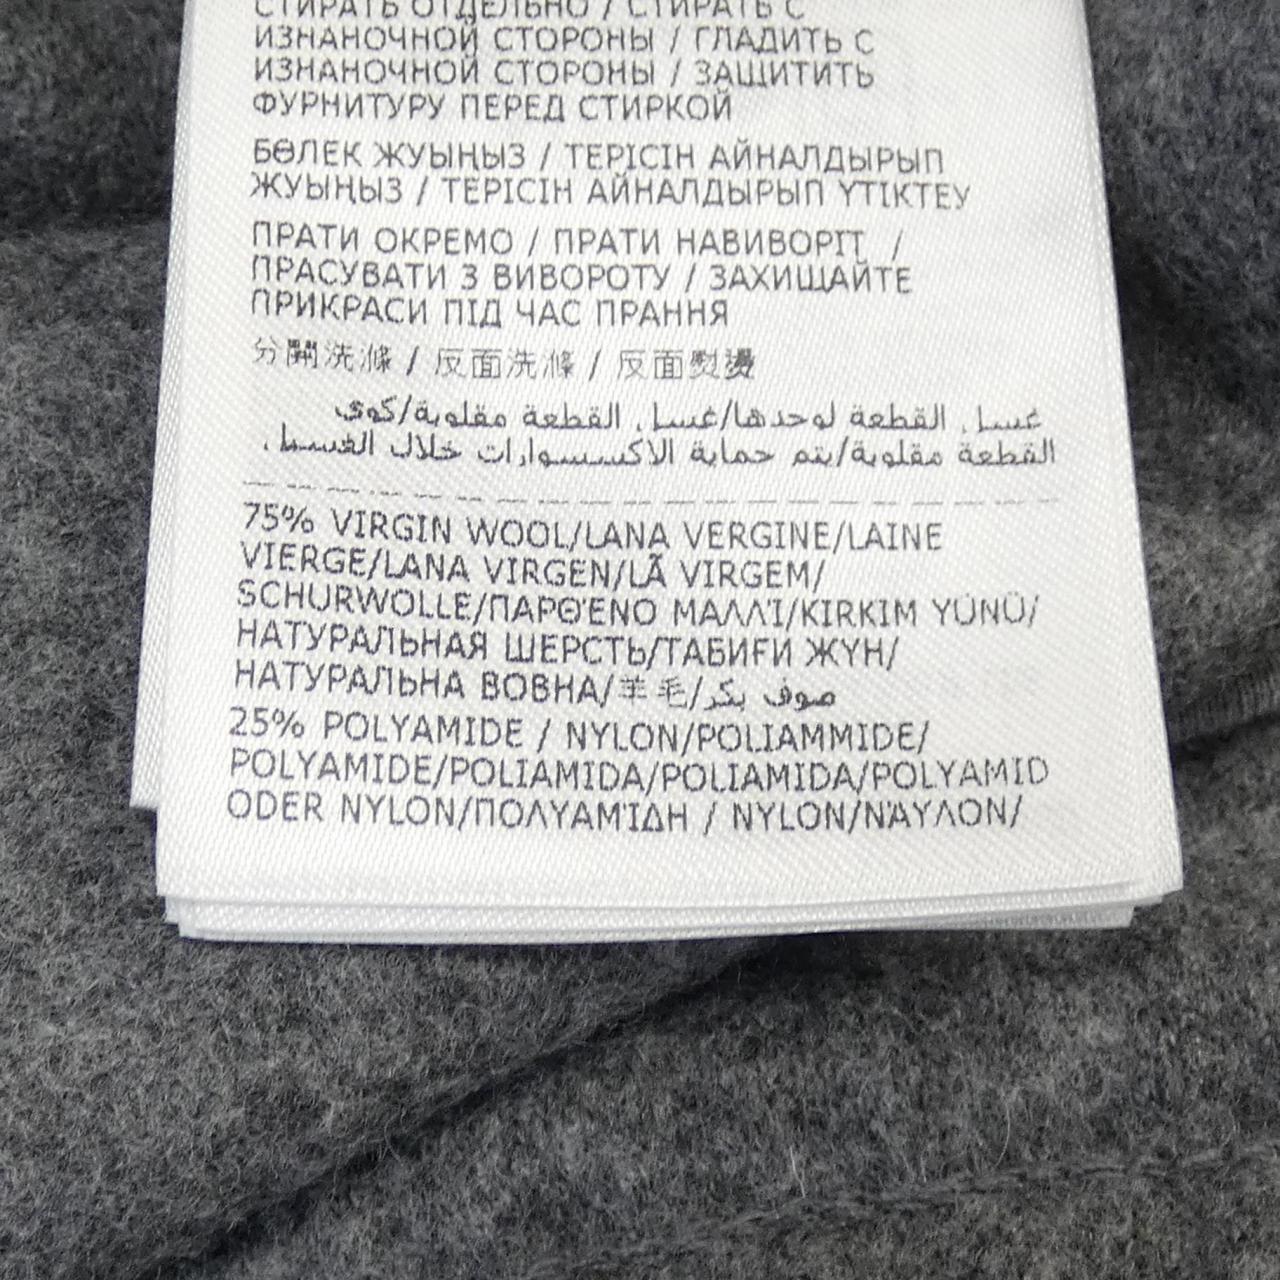 СТИРАТЬ ОТДЕЛЬНО / СТИРАТЬ С
ИЗНАНОЧНОЙ СТОРОНЫ / ГЛАДИТЬ С
ИЗНАНОЧНОЙ СТОРОНЫ / ЗАЩИТИТЬ
ФУРНИТУРУ ПЕРЕД СТИРКОЙ
БӨЛЕК ЖУЫҢЫЗ / ТЕРІСІН АЙНАЛДЫРЫП
ЖУЫҢЫЗ / ТЕРІСІН АЙНАЛДЫРЫП ҮТІКТЕУ
ПРАТИ ОКРЕМО / ПРАТИ НАВИВОРІТ /
ПРАСУВАТИ З ВИВОРОТУ / ЗАХИЩАЙТЕ
ПРИКРАСИ ПІД ЧАС ПРАННЯ
分開洗滌 / 反面洗滌 / 反面熨燙
غسل القطعة لوحدها/غسل القطعة مقلوبة/كوى
القطعة مقلوبة/يتم حماية الاكسسوارات خلال الغسيل.
75% VIRGIN WOOL/LANA VERGINE/LAINE
VIERGE/LANA VIRGEN/LÃ VIRGEM/
SCHURWOLLE/ΠΑΡΘΈΝΟ ΜΑΛΛΊ/KIRKIM YÜNÜ/
НАТУРАЛЬНАЯ ШЕРСТЬ/ТАБИҒИ ЖҮН/
НАТУРАЛЬНА ВОВНА/羊毛/صوف بكر
25% POLYAMIDE / NYLON/POLIAMMIDE/
POLYAMIDE/POLIAMIDA/POLIAMIDA/POLYAMID
ODER NYLON/ΠΟΛΥΑΜΊΔΗ / NYLON/ΝΆΥΛΟΝ/